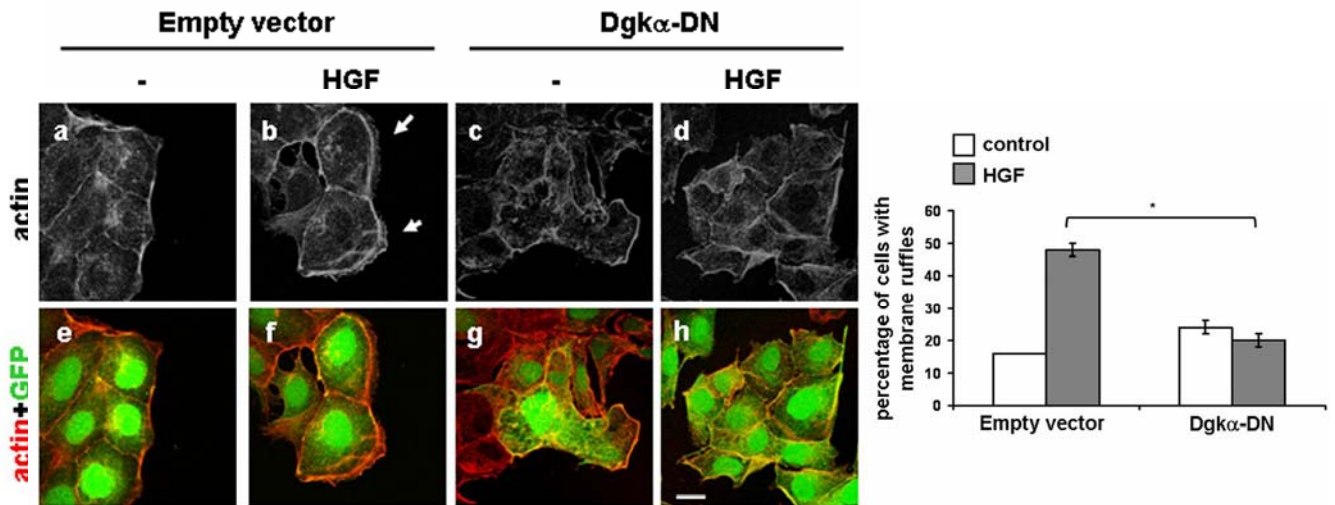 Empty vector
Dgkα-DN
-
HGF
-
HGF
actin
a
b
c
d
actin+GFP
e
f
g
h
control
HGF
percentage of cells with
membrane ruffles
60
50
40
30
20
10
0
*
Empty vector
Dgkα-DN